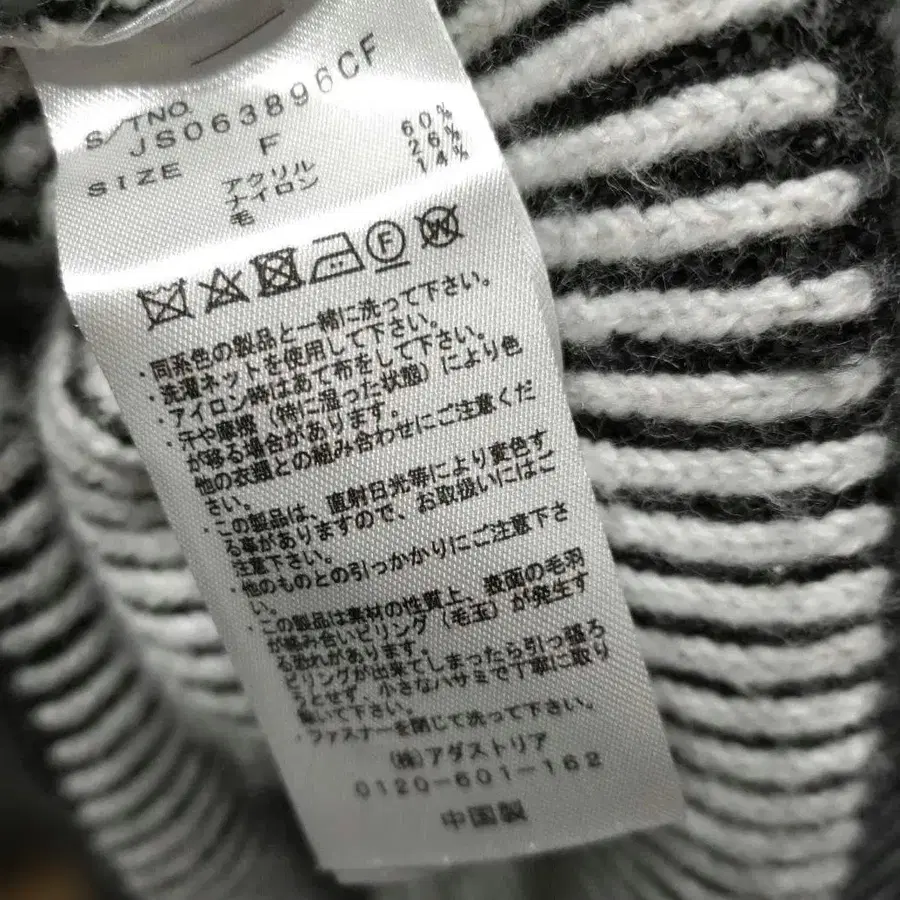 S/TNO.
JS063896CF
SIZE F
アクリル 60%
ナイロン 26%
毛 14%
F W
・同系色の製品と一緒に洗って下さい。
・洗濯ネットを使用して下さい。
・アイロン時はあて布をして下さい。
・汗や摩擦（特に湿った状態）により色
が移る場合があります。
他の衣類との組み合わせにご注意くだ
さい。
・この製品は、直射日光等により変色す
る事がありますので、お取扱いにはご
注意下さい。
・他のものとの引っかかりにご注意下さ
い。
・この製品は素材の性質上、表面の毛羽
が絡み合いピリング（毛玉）が発生す
る恐れがあります。
ピリングが出来てしまったら引っ張ろ
うとせず、小さなハサミで丁寧に取り
除いて下さい。
・ファスナーを閉じて洗って下さい。
（株）アダストリア
0120-601-162
中国製